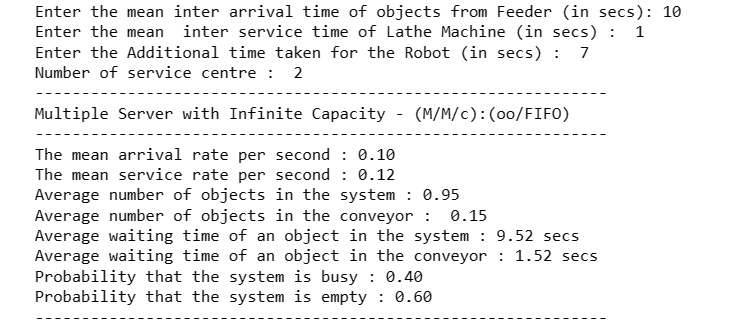 Enter the mean inter arrival time of objects from Feeder (in secs): 10
Enter the mean  inter service time of Lathe Machine (in secs) :  1
Enter the Additional time taken for the Robot (in secs) :  7
Number of service centre :  2
--------------------------------------------------------------
Multiple Server with Infinite Capacity - (M/M/c):(oo/FIFO)
--------------------------------------------------------------
The mean arrival rate per second : 0.10
The mean service rate per second : 0.12
Average number of objects in the system : 0.95
Average number of objects in the conveyor :  0.15
Average waiting time of an object in the system : 9.52 secs
Average waiting time of an object in the conveyor : 1.52 secs
Probability that the system is busy : 0.40
Probability that the system is empty : 0.60
--------------------------------------------------------------